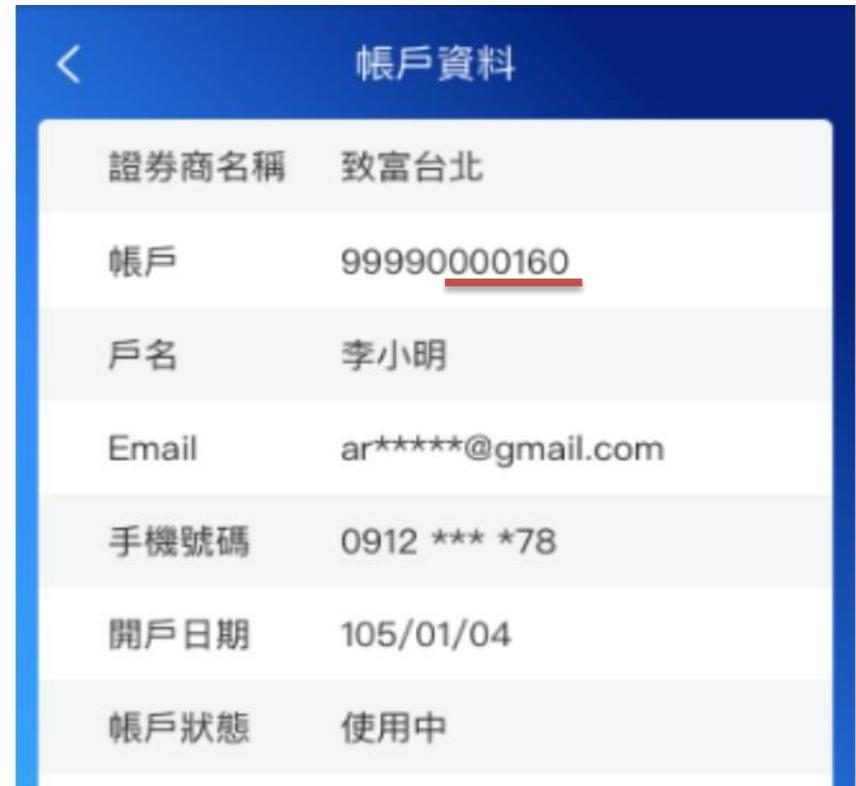 帳戶資料
證券商名稱 致富台北
帳戶 99990000160
戶名 李小明
Email ar*****@gmail.com
手機號碼 0912 *** *78
開戶日期 105/01/04
帳戶狀態 使用中